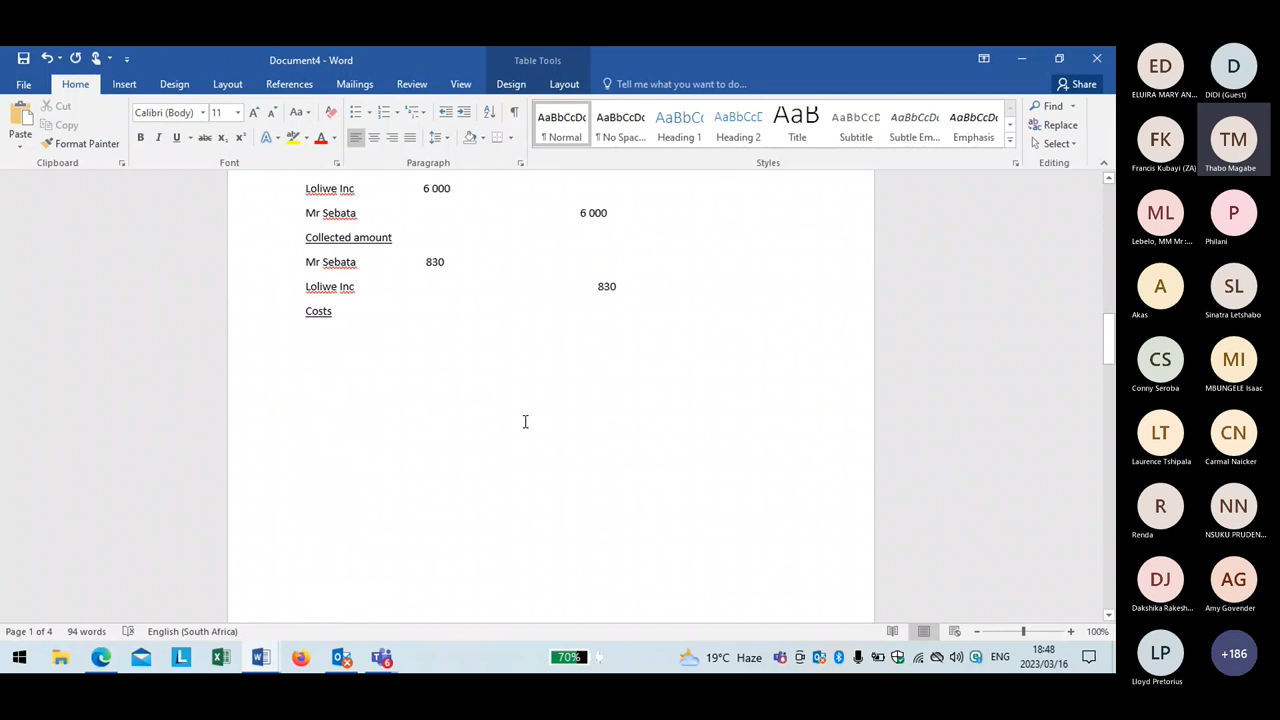 Document4 - Word
Table Tools
File Home Insert Design Layout References Mailings Review View Design Layout Tell me what you want to do... Share
Paste Cut Copy Format Painter
Calibri (Body) 11 Aa
B I U abc X₂ X² A A
AaBbCcDc AaBbCcDc AaBbCc AaBbCcD AaB AaBbCcD AaBbCcDc AaBbCcDc
¶ Normal ¶ No Spac... Heading 1 Heading 2 Title Subtitle Subtle Em... Emphasis
Find Replace Select
Clipboard Font Paragraph Styles Editing
Loliwe Inc 6 000
Mr Sebata 6 000
Collected amount
Mr Sebata 830
Loliwe Inc 830
Costs
Page 1 of 4 94 words English (South Africa) 100%
70% 19°C Haze ENG 18:48
2023/03/16
ED D
ELUIRA MARY AN... DIDI (Guest)
FK TM
Francis Kubayi (ZA) Thabo Magabe
ML P
Lebelo, MM Mr :... Philani
A SL
Akas Sinatra Letshabo
CS MI
Conny Seroba MBUNGELE Isaac
LT CN
Laurence Tshipala Carmal Naicker
R NN
Renda NSUKU PRUDEN...
DJ AG
Dakshika Rakesh... Amy Govender
LP +186
Lloyd Pretorius